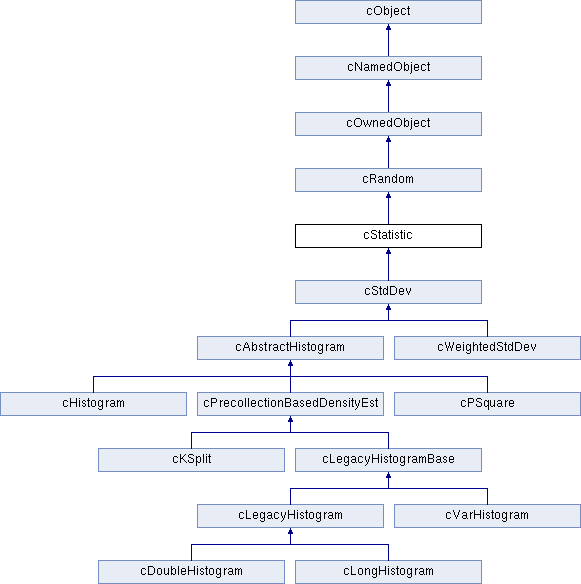 cObject
cNamedObject
cOwnedObject
cRandom
cStatistic
cStdDev
cAbstractHistogram
cWeightedStdDev
cHistogram
cPrecollectionBasedDensityEst
cPSquare
cKSplit
cLegacyHistogramBase
cLegacyHistogram
cVarHistogram
cDoubleHistogram
cLongHistogram